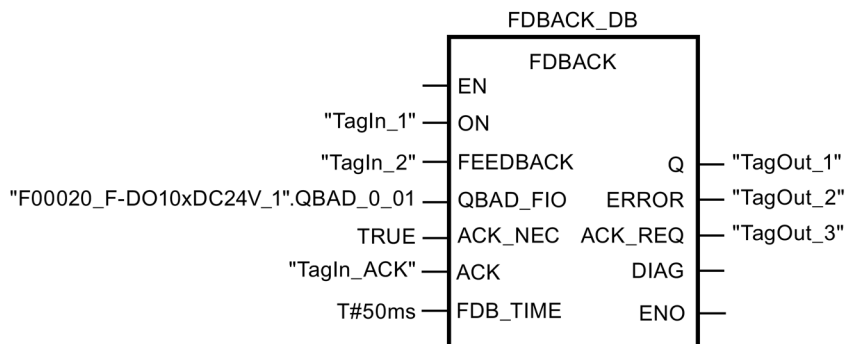 FDBACK_DB
FDBACK
EN
"TagIn_1" ON
"TagIn_2" FEEDBACK Q "TagOut_1"
"F00020_F-DO10xDC24V_1".QBAD_0_01 QBAD_FIO ERROR "TagOut_2"
TRUE ACK_NEC ACK_REQ "TagOut_3"
"TagIn_ACK" ACK DIAG
T#50ms FDB_TIME ENO